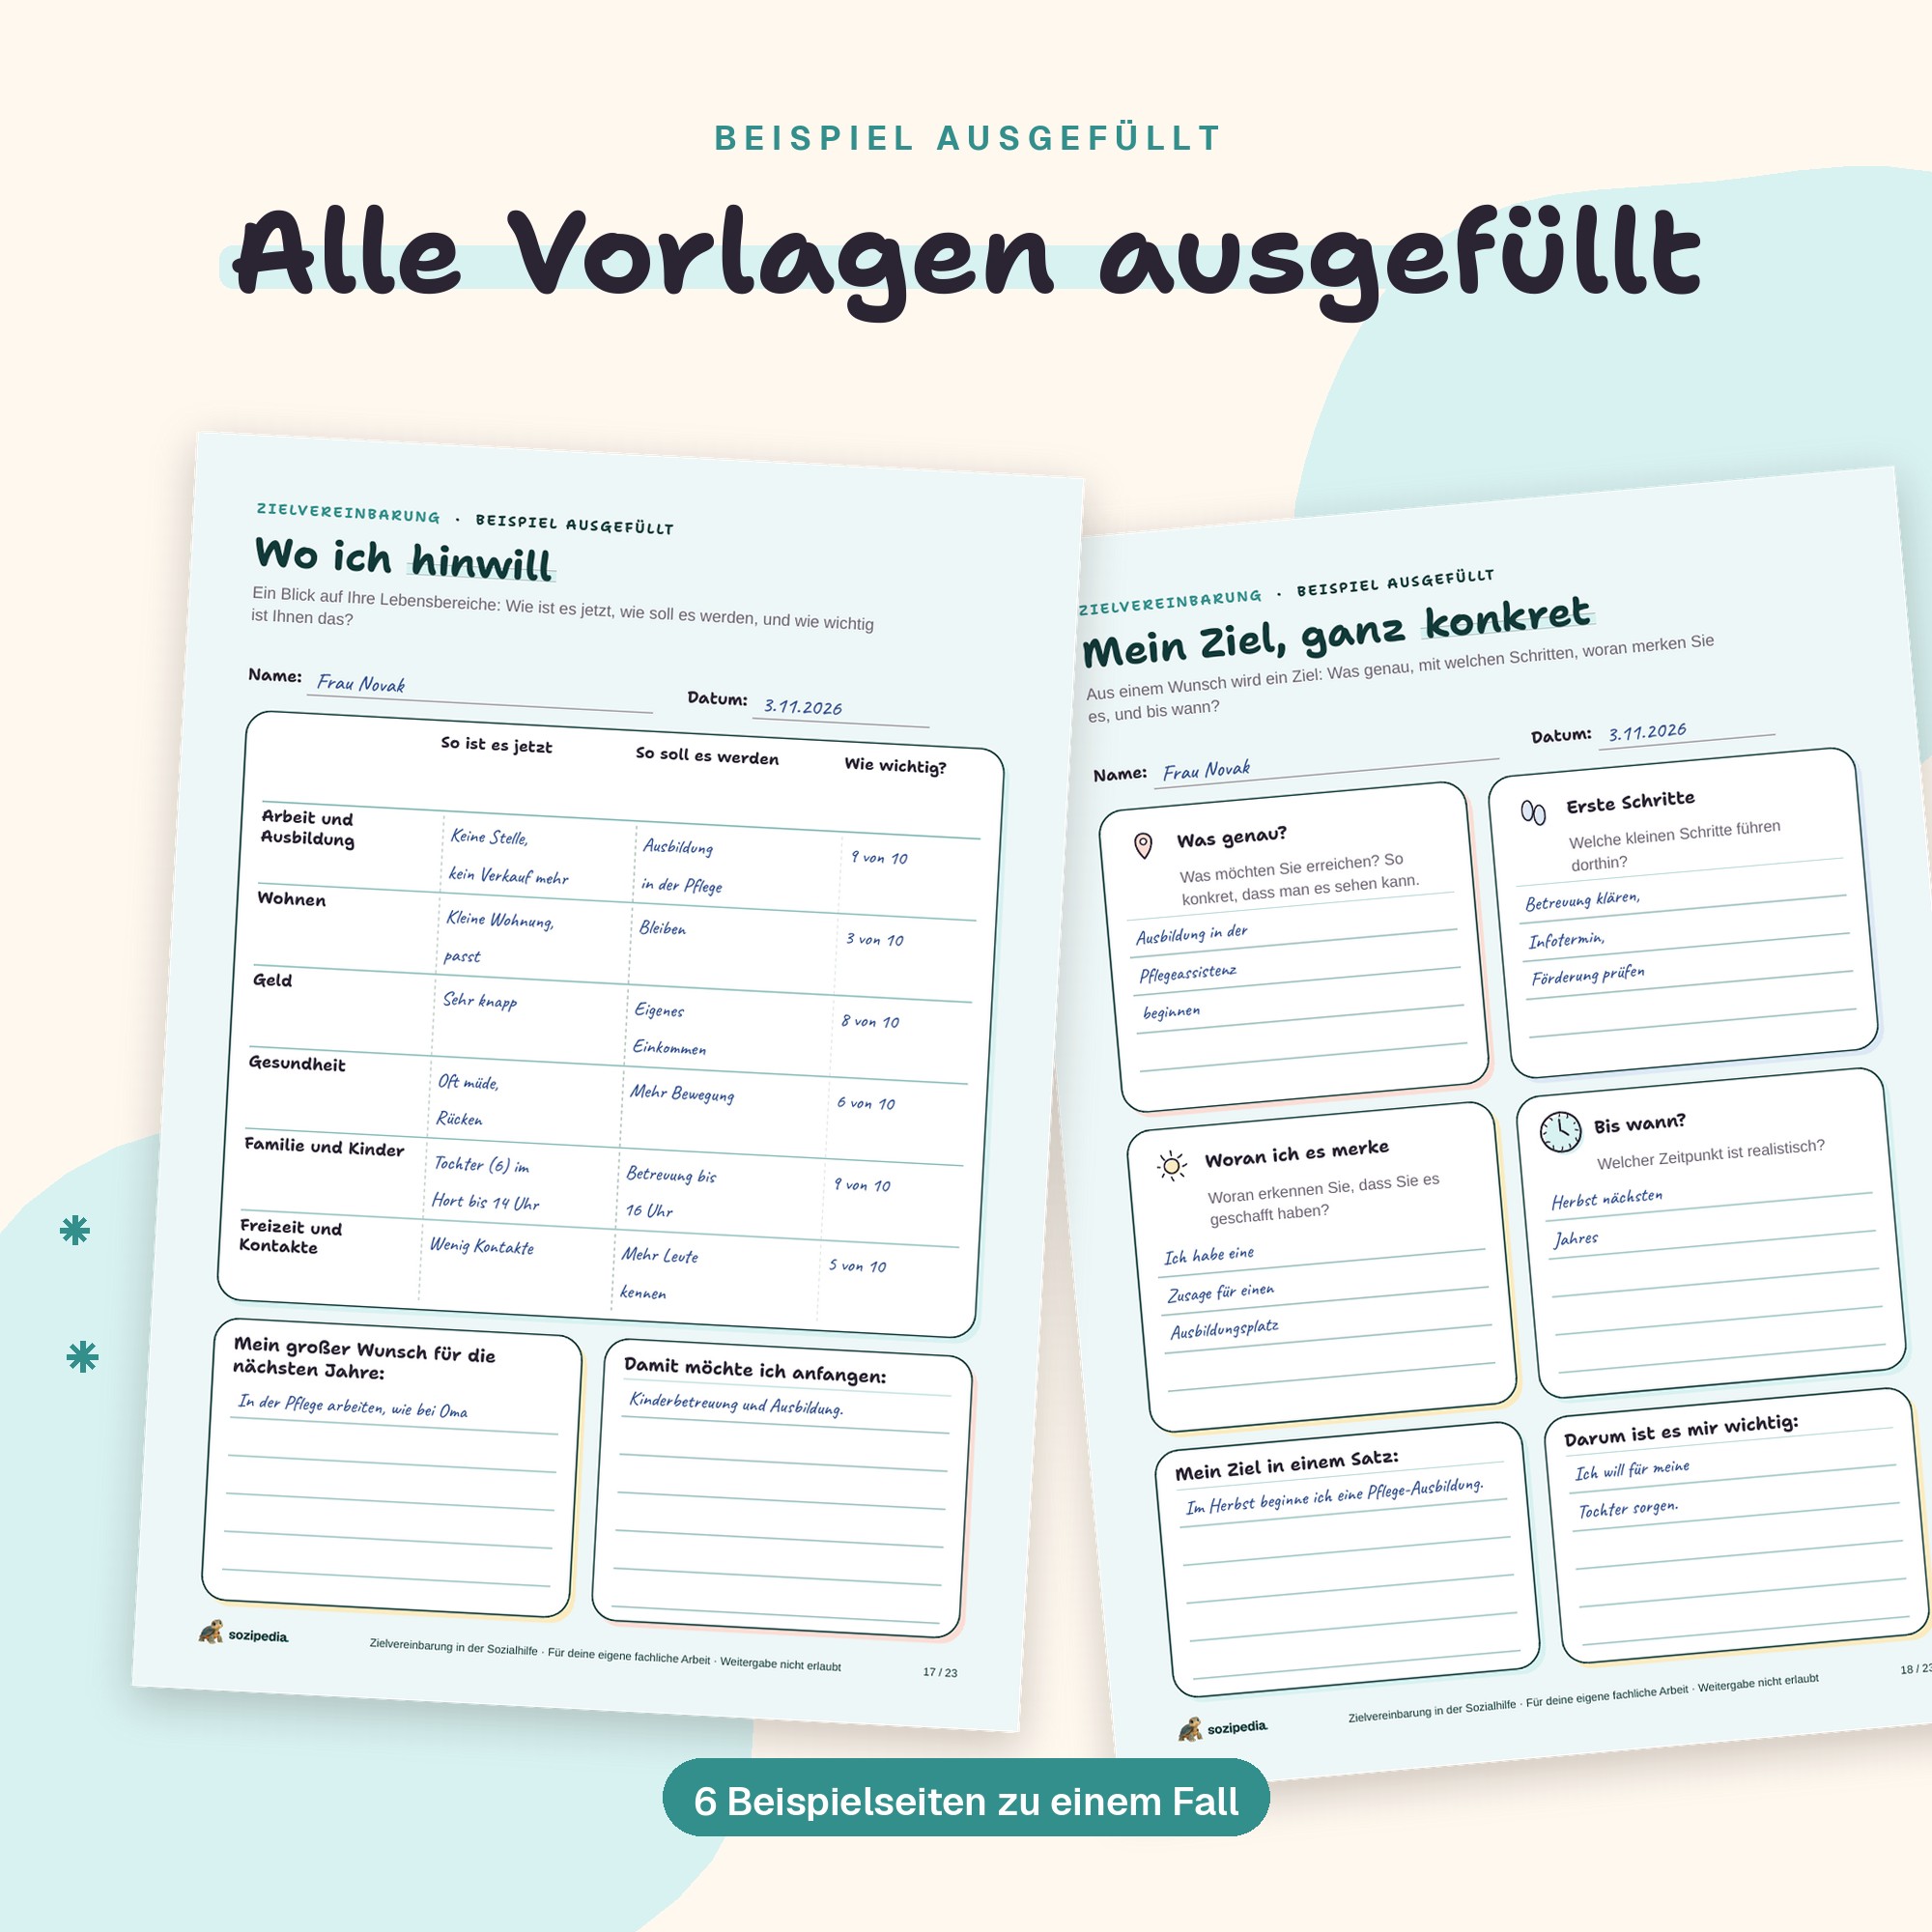 BEISPIEL AUSGEFÜLLT
Alle Vorlagen ausgefüllt
ZIELVEREINBARUNG · BEISPIEL AUSGEFÜLLT
Wo ich hinwill
Ein Blick auf Ihre Lebensbereiche: Wie ist es jetzt, wie soll es werden, und wie wichtig
ist Ihnen das?
Name: Frau Novak Datum: 3.11.2026
So ist es jetzt So soll es werden Wie wichtig?
Arbeit und
Ausbildung
Keine Stelle,
kein Verkauf mehr
Ausbildung
in der Pflege
9 von 10
Wohnen
Kleine Wohnung,
passt
Bleiben
3 von 10
Geld
Sehr knapp
Eigenes
Einkommen
8 von 10
Gesundheit
Oft müde,
Rücken
Mehr Bewegung
6 von 10
Familie und Kinder
Tochter (6) im
Hort bis 14 Uhr
Betreuung bis
16 Uhr
9 von 10
Freizeit und
Kontakte
Wenig Kontakte
Mehr Leute
kennen
5 von 10
Mein großer Wunsch für die
nächsten Jahre:
In der Pflege arbeiten, wie bei Oma
Damit möchte ich anfangen:
Kinderbetreuung und Ausbildung.
sozipedia.
Zielvereinbarung in der Sozialhilfe · Für deine eigene fachliche Arbeit · Weitergabe nicht erlaubt
17 / 23
ZIELVEREINBARUNG · BEISPIEL AUSGEFÜLLT
Mein Ziel, ganz konkret
Aus einem Wunsch wird ein Ziel: Was genau, mit welchen Schritten, woran merken Sie
es, und bis wann?
Name: Frau Novak Datum: 3.11.2026
Was genau?
Was möchten Sie erreichen? So
konkret, dass man es sehen kann.
Ausbildung in der
Pflegeassistenz
beginnen
Erste Schritte
Welche kleinen Schritte führen
dorthin?
Betreuung klären,
Infotermin,
Förderung prüfen
Woran ich es merke
Woran erkennen Sie, dass Sie es
geschafft haben?
Ich habe eine
Zusage für einen
Ausbildungsplatz
Bis wann?
Welcher Zeitpunkt ist realistisch?
Herbst nächsten
Jahres
Mein Ziel in einem Satz:
Im Herbst beginne ich eine Pflege-Ausbildung.
Darum ist es mir wichtig:
Ich will für meine
Tochter sorgen.
sozipedia.
Zielvereinbarung in der Sozialhilfe · Für deine eigene fachliche Arbeit · Weitergabe nicht erlaubt
18 / 23
6 Beispielseiten zu einem Fall